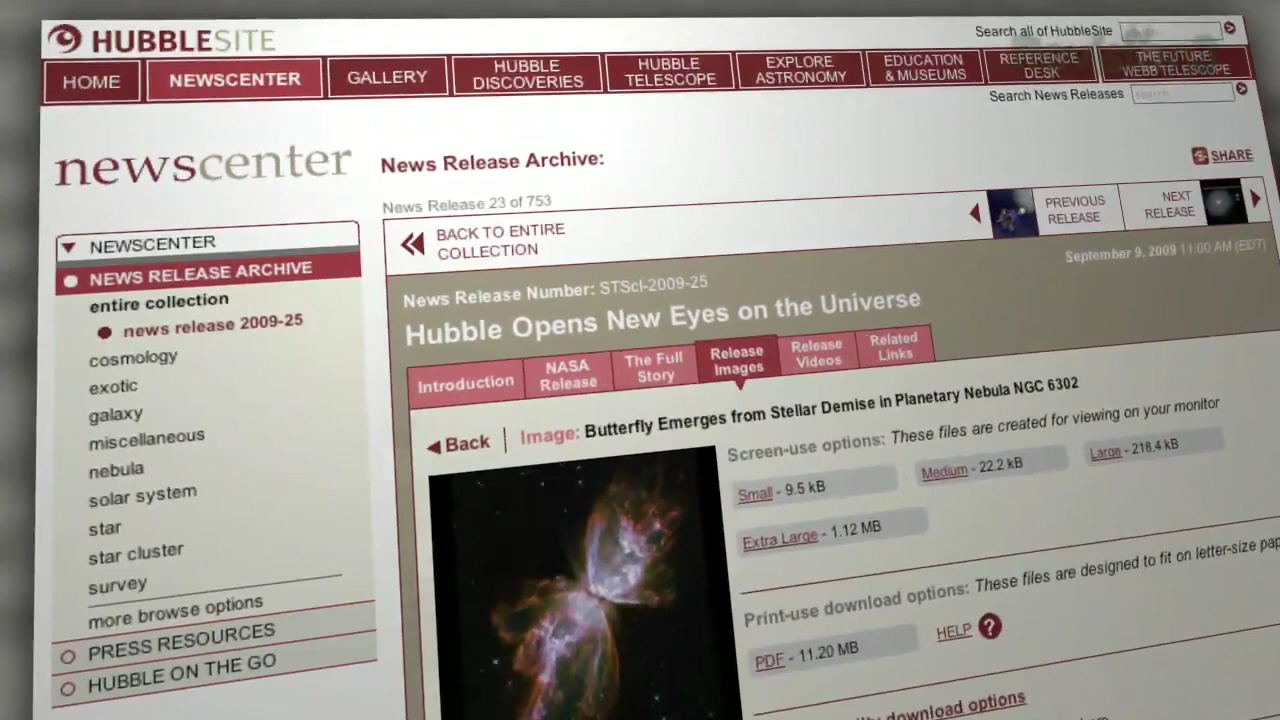 HUBBLESITE
Search all of HubbleSite
HOME
NEWSCENTER
GALLERY
HUBBLE
DISCOVERIES
HUBBLE
TELESCOPE
EXPLORE
ASTRONOMY
EDUCATION
& MUSEUMS
REFERENCE
DESK
THE FUTURE:
WEBB TELESCOPE
Search News Releases
search
newscenter
News Release Archive:
SHARE
News Release 23 of 753
BACK TO ENTIRE
COLLECTION
PREVIOUS
RELEASE
NEXT
RELEASE
NEWSCENTER
NEWS RELEASE ARCHIVE
entire collection
news release 2009-25
cosmology
exotic
galaxy
miscellaneous
nebula
solar system
star
star cluster
survey
more browse options
PRESS RESOURCES
HUBBLE ON THE GO
September 9, 2009 11:00 AM (EDT)
News Release Number: STScI-2009-25
Hubble Opens New Eyes on the Universe
Introduction
NASA
Release
The Full
Story
Release
Images
Release
Videos
Related
Links
Back
Image: Butterfly Emerges from Stellar Demise in Planetary Nebula NGC 6302
Screen-use options: These files are created for viewing on your monitor
Small - 9.5 kB
Medium - 22.2 kB
Large - 218.4 kB
Extra Large - 1.12 MB
Print-use download options: These files are designed to fit on letter-size
PDF - 11.20 MB
HELP ?
download options